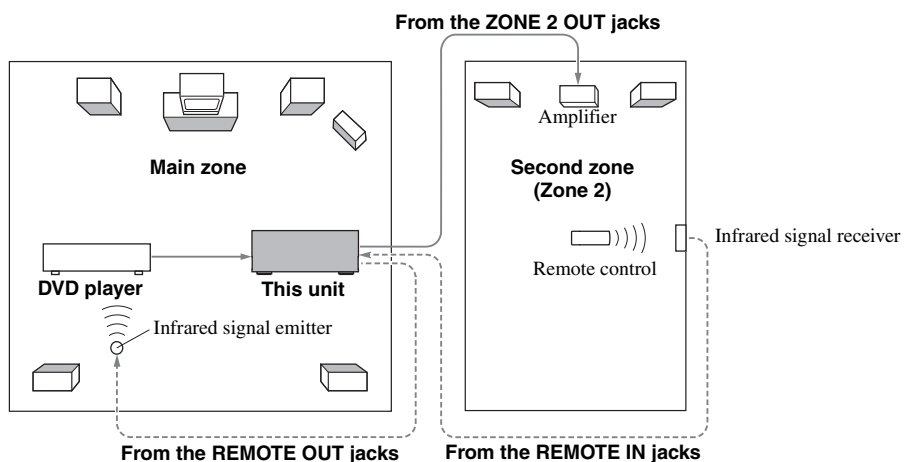 From the ZONE 2 OUT jacks
Amplifier
Main zone
Second zone
(Zone 2)
Infrared signal receiver
Remote control
DVD player
This unit
Infrared signal emitter
From the REMOTE OUT jacks
From the REMOTE IN jacks